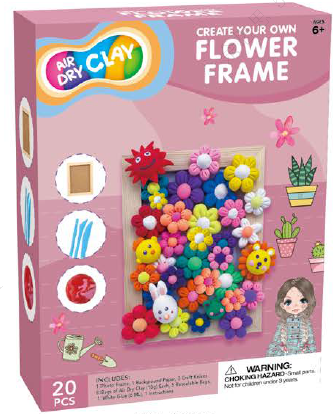 AIR
DRY
CLAY
CREATE YOUR OWN
FLOWER
FRAME
AGES
6+
20
PCS
INCLUDES:
WARNING:
CHOKING HAZARD-Small parts
Not for children under 3 years.